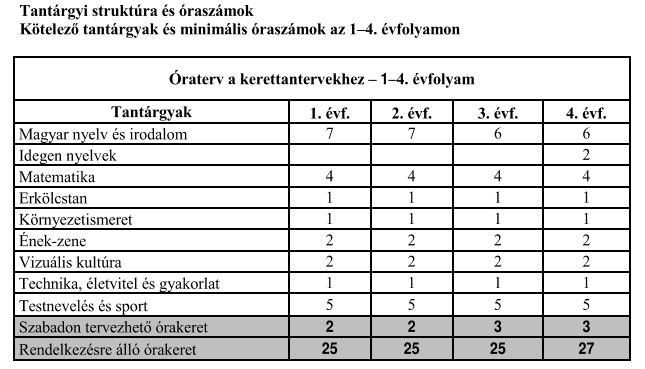 Tantárgyi struktúra és óraszámok
Kötelező tantárgyak és minimális óraszámok az 1–4. évfolyamon
Óraterv a kerettantervekhez – 1–4. évfolyam
Tantárgyak 1. évf. 2. évf. 3. évf. 4. évf.
Magyar nyelv és irodalom 7 7 6 6
Idegen nyelvek 2
Matematika 4 4 4 4
Erkölcstan 1 1 1 1
Környezetismeret 1 1 1 1
Ének-zene 2 2 2 2
Vizuális kultúra 2 2 2 2
Technika, életvitel és gyakorlat 1 1 1 1
Testnevelés és sport 5 5 5 5
Szabadon tervezhető órakeret 2 2 3 3
Rendelkezésre álló órakeret 25 25 25 27